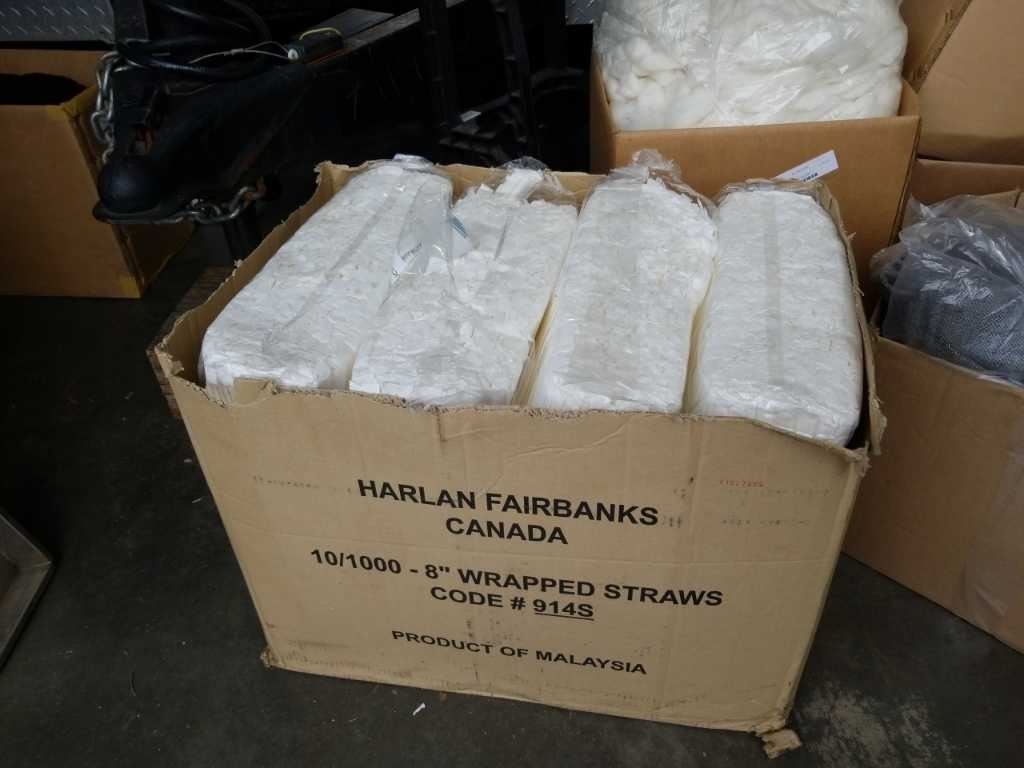 HARLAN FAIRBANKS
CANADA
10/1000 - 8" WRAPPED STRAWS
CODE # 914S
PRODUCT OF MALAYSIA